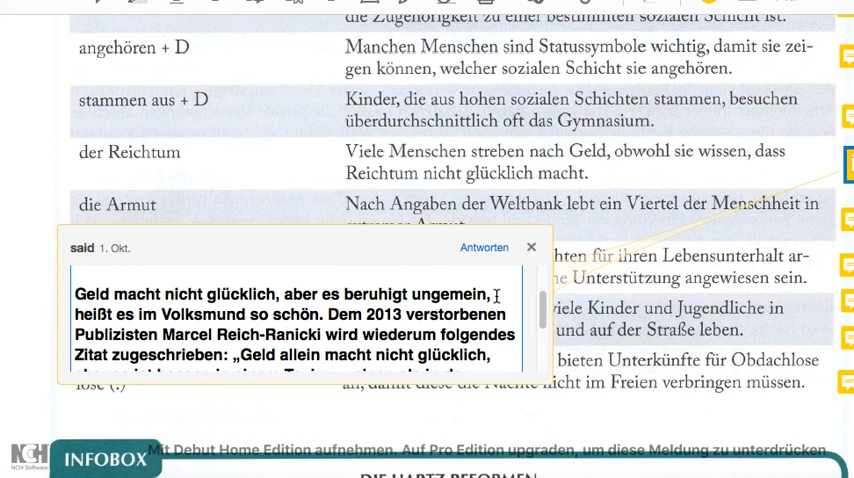 die Zugehörigkeit zu einer bestimmten sozialen Schicht ist.
angehören + D
Manchen Menschen sind Statussymbole wichtig, damit sie zei-
gen können, welcher sozialen Schicht sie angehören.
stammen aus + D
Kinder, die aus hohen sozialen Schichten stammen, besuchen
überdurchschnittlich oft das Gymnasium.
der Reichtum
Viele Menschen streben nach Geld, obwohl sie wissen, dass
Reichtum nicht glücklich macht.
die Armut
Nach Angaben der Weltbank lebt ein Viertel der Menschheit in
extremer Armut.
said 1. Okt.
Antworten
Geld macht nicht glücklich, aber es beruhigt ungemein,
heißt es im Volksmund so schön. Dem 2013 verstorbenen
Publizisten Marcel Reich-Ranicki wird wiederum folgendes
Zitat zugeschrieben: „Geld allein macht nicht glücklich,
hten für ihren Lebensunterhalt ar-
ne Unterstützung angewiesen sein.
viele Kinder und Jugendliche in
und auf der Straße leben.
bieten Unterkünfte für Obdachlose
an, damit diese die Nächte nicht im Freien verbringen müssen.
lose (!)
NCH
NCH Software
Mit Debut Home Edition aufnehmen. Auf Pro Edition upgraden, um diese Meldung zu unterdrücken
INFOBOX
DIE HARTZ-REFORMEN